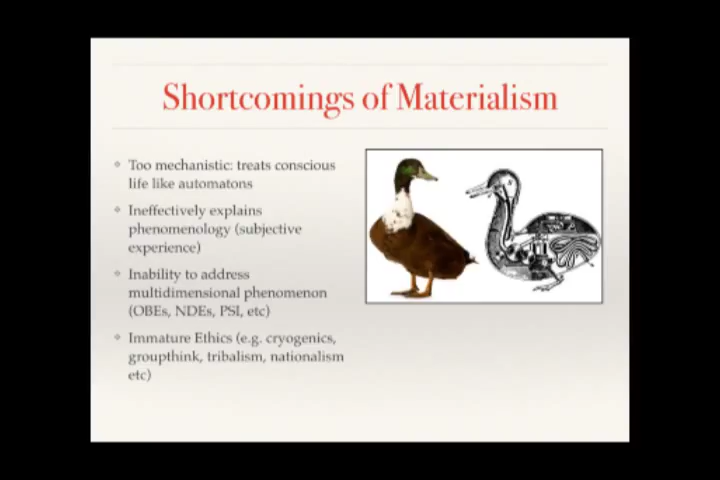 Shortcomings of Materialism
Too mechanistic: treats conscious
life like automatons
Ineffectively explains
phenomenology (subjective
experience)
Inability to address
multidimensional phenomenon
(OBEs, NDEs, PSI, etc)
Immature Ethics (e.g. cryogenics,
groupthink, tribalism, nationalism
etc)